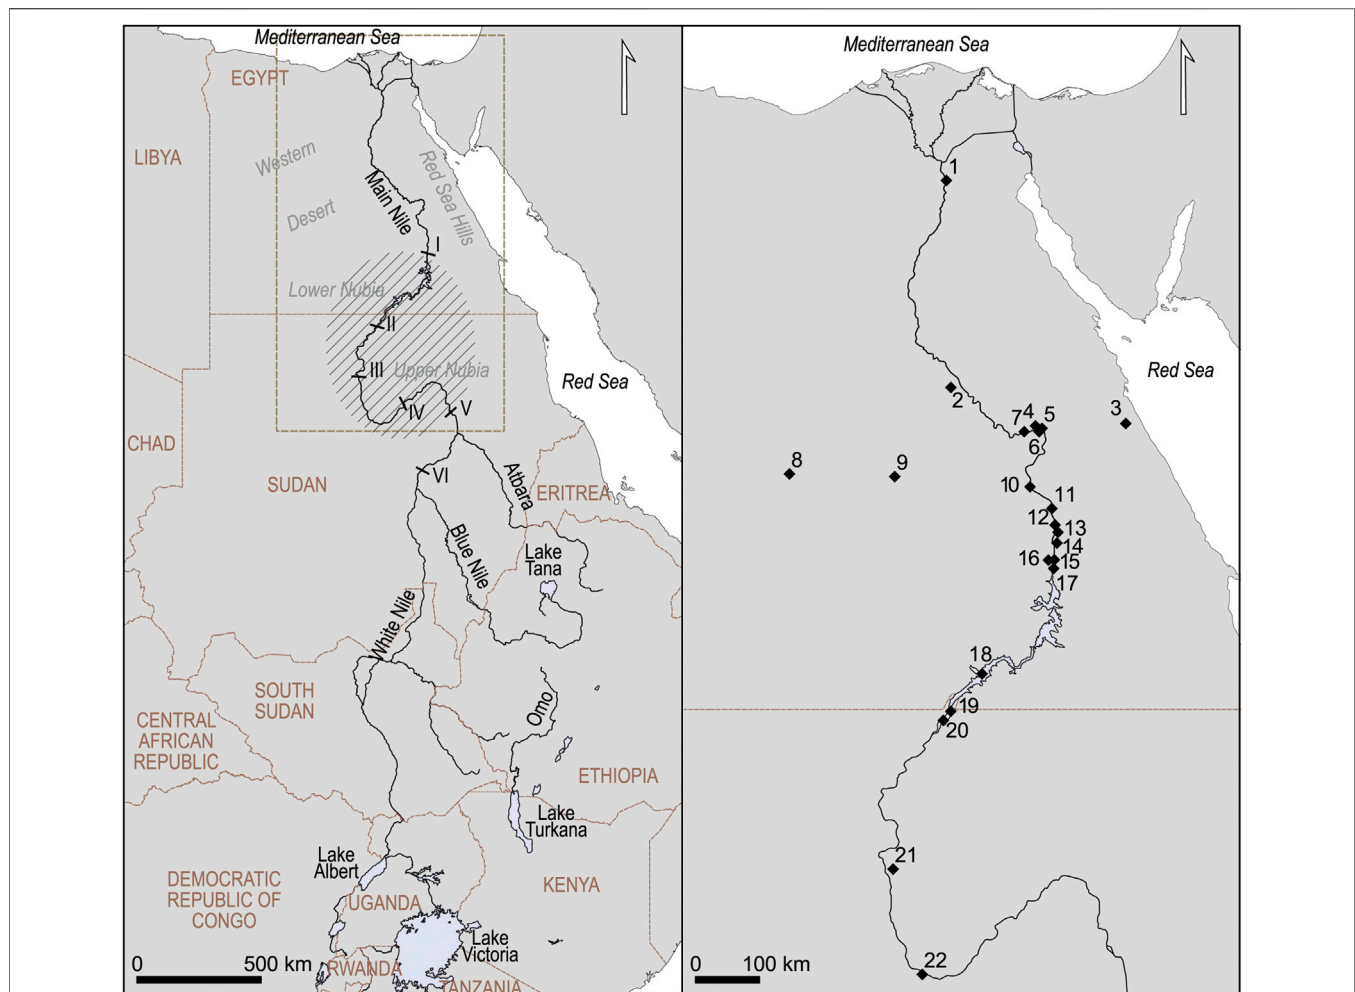 Mediterranean Sea
EGYPT
LIBYA
Western
Desert
Main Nile
Red Sea Hills
I
Lower Nubia
II
III
Upper Nubia
IV
V
Red Sea
CHAD
VI
SUDAN
Atbara
ERITREA
Blue Nile
Lake
Tana
White Nile
SOUTH
SUDAN
Omo
CENTRAL
AFRICAN
REPUBLIC
ETHIOPIA
Lake
Turkana
Lake
Albert
DEMOCRATIC
REPUBLIC OF
CONGO
UGANDA
KENYA
Lake
Victoria
RWANDA
TANZANIA
0 500 km
Mediterranean Sea
1
Red Sea
2
3
4
5
6
7
8
9
10
11
12
13
14
15
16
17
18
19
20
21
22
0 100 km